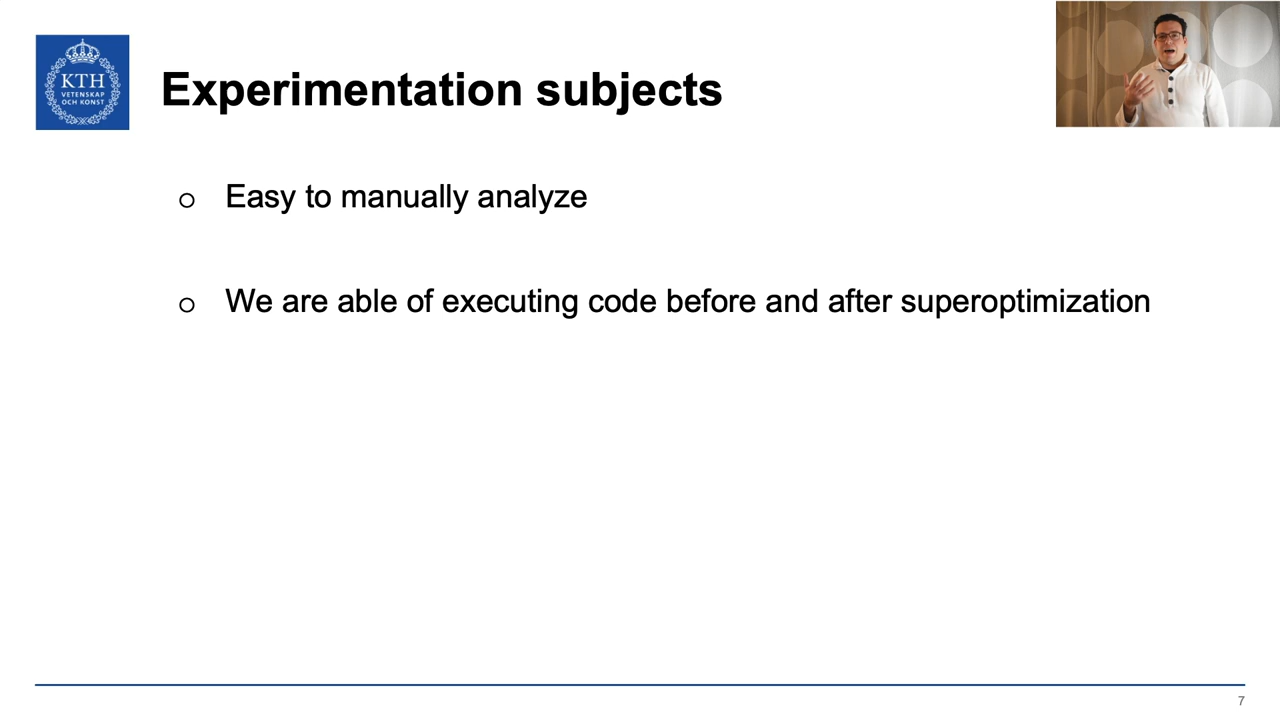 KTH
VETENSKAP
OCH KONST
Experimentation subjects
Easy to manually analyze
We are able of executing code before and after superoptimization
7